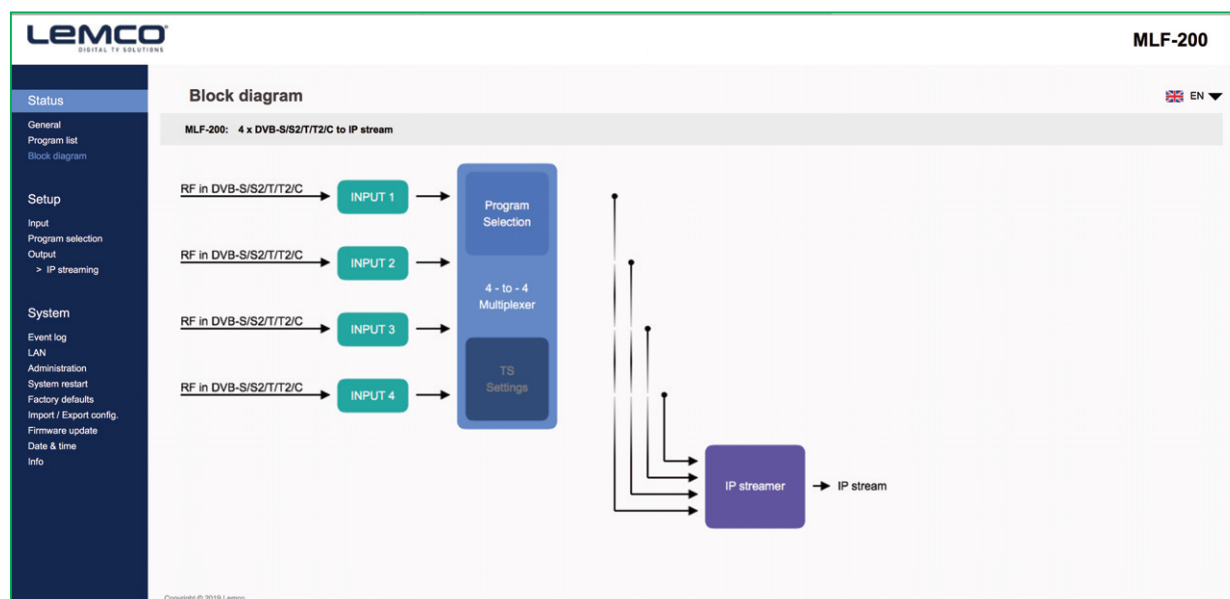 LEMCO
DIGITAL TV SOLUTIONS
MLF-200
Status
General
Program list
Block diagram
Setup
Input
Program selection
Output
> IP streaming
System
Event log
LAN
Administration
System restart
Factory defaults
Import / Export config.
Firmware update
Date & time
Info
Block diagram
EN
MLF-200: 4 x DVB-S/S2/T/T2/C to IP stream
RF in DVB-S/S2/T/T2/C
INPUT 1
RF in DVB-S/S2/T/T2/C
INPUT 2
RF in DVB-S/S2/T/T2/C
INPUT 3
RF in DVB-S/S2/T/T2/C
INPUT 4
Program
Selection
4 - to - 4
Multiplexer
TS
Settings
IP streamer
IP stream
Copyright © 2019 Lemco